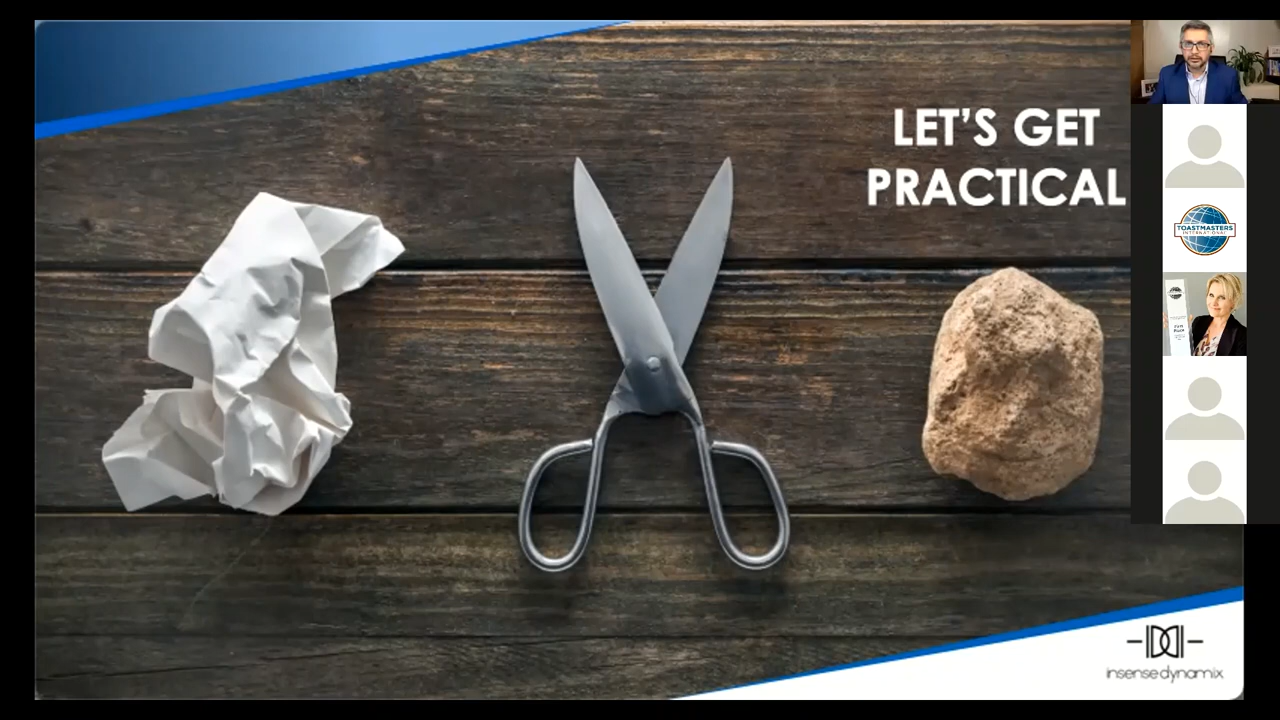 LET'S GET
PRACTICAL
TOASTMASTERS
INTERNATIONAL
insensedynamix